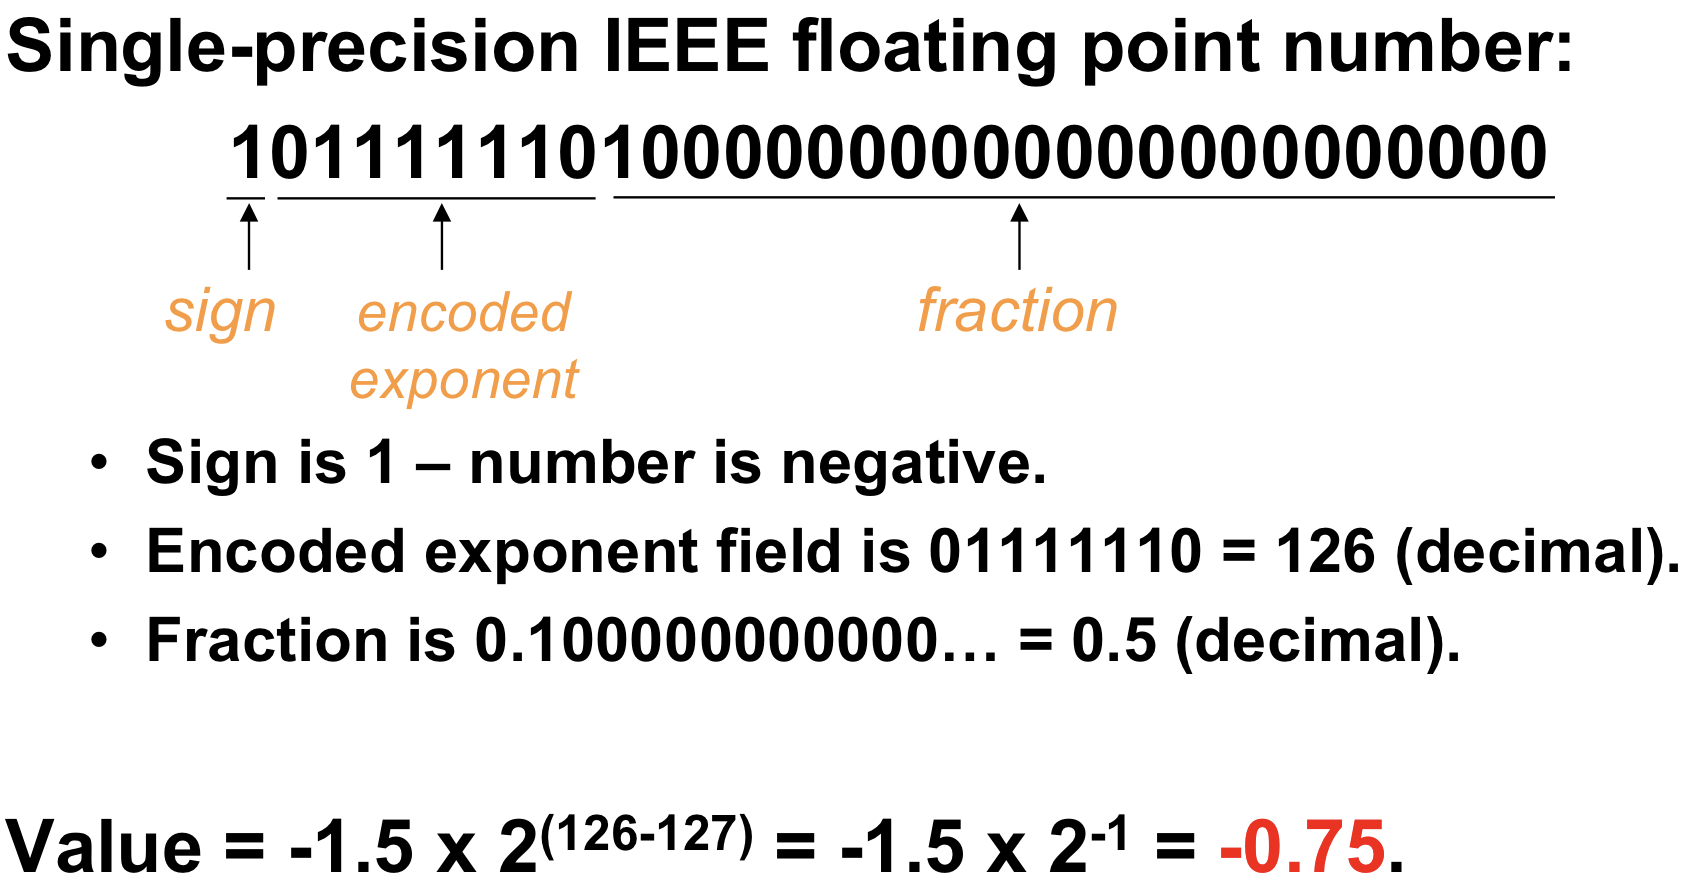 Single-precision IEEE floating point number:
10111111010000000000000000000000
sign encoded exponent fraction
• Sign is 1 – number is negative.
• Encoded exponent field is 01111110 = 126 (decimal).
• Fraction is 0.100000000000… = 0.5 (decimal).
Value = -1.5 x 2^(126-127) = -1.5 x 2^-1 = -0.75.